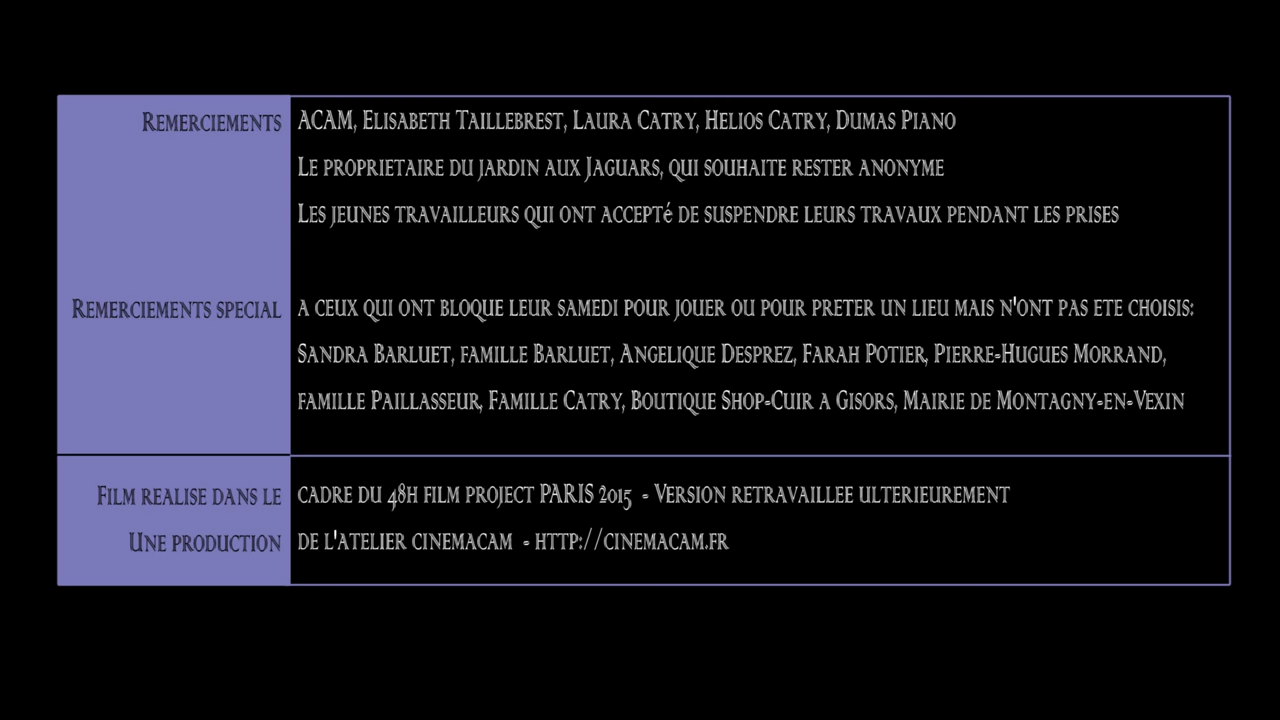 Remerciements ACAM, Elisabeth Taillebrest, Laura Catry, Helios Catry, Dumas Piano
Le proprietaire du jardin aux Jaguars, qui souhaite rester anonyme
Les jeunes travailleurs qui ont accepté de suspendre leurs travaux pendant les prises
Remerciements special a ceux qui ont bloque leur samedi pour jouer ou pour preter un lieu mais n'ont pas ete choisis:
Sandra Barluet, famille Barluet, Angelique Desprez, Farah Potier, Pierre-Hugues Morrand,
famille Paillasseur, Famille Catry, Boutique Shop-Cuir a Gisors, Mairie de Montagny-en-Vexin
Film realise dans le cadre du 48h film project PARIS 2015 - Version retravaillee ulterieurement
Une production de l'atelier cinemacam - http://cinemacam.fr